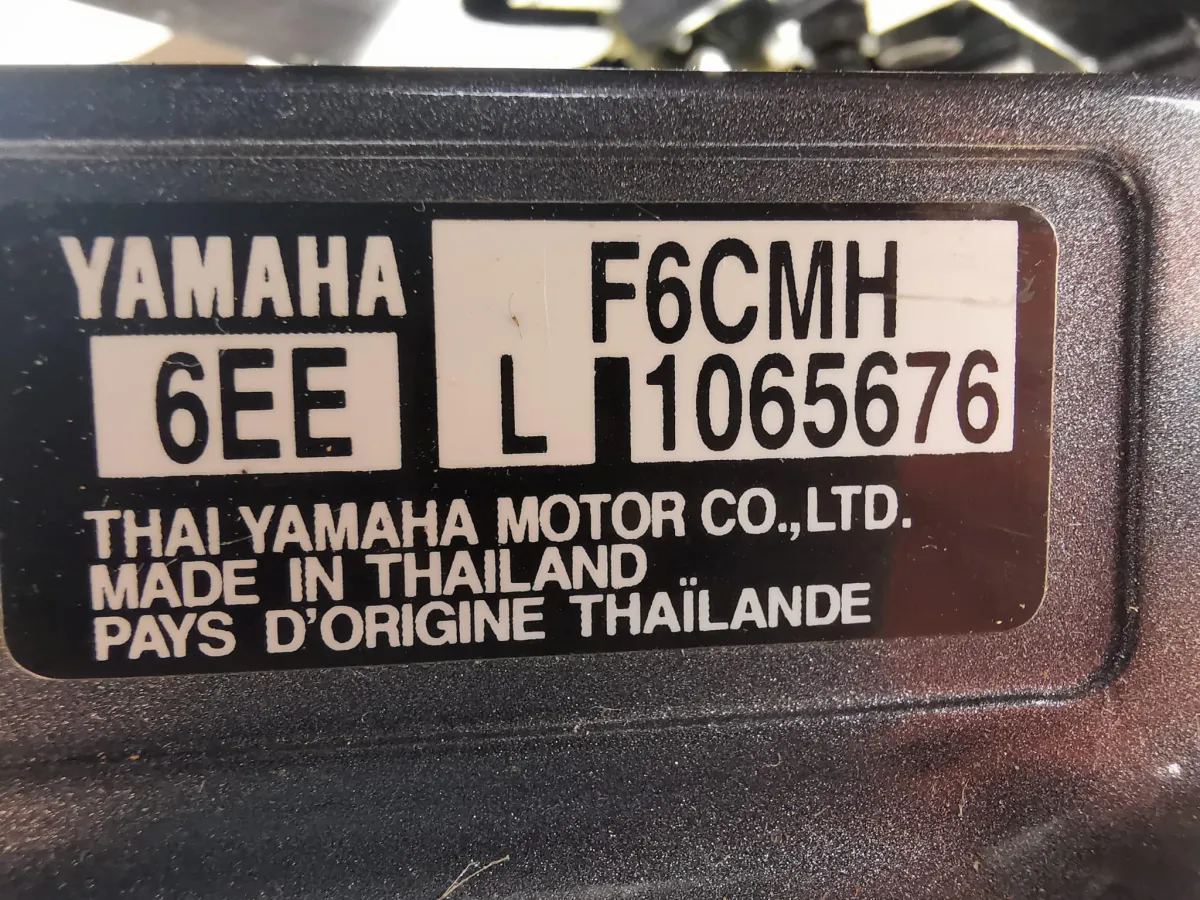 YAMAHA F6CMH
6EE L 1065676
THAI YAMAHA MOTOR CO.,LTD.
MADE IN THAILAND
PAYS D'ORIGINE THAÏLANDE